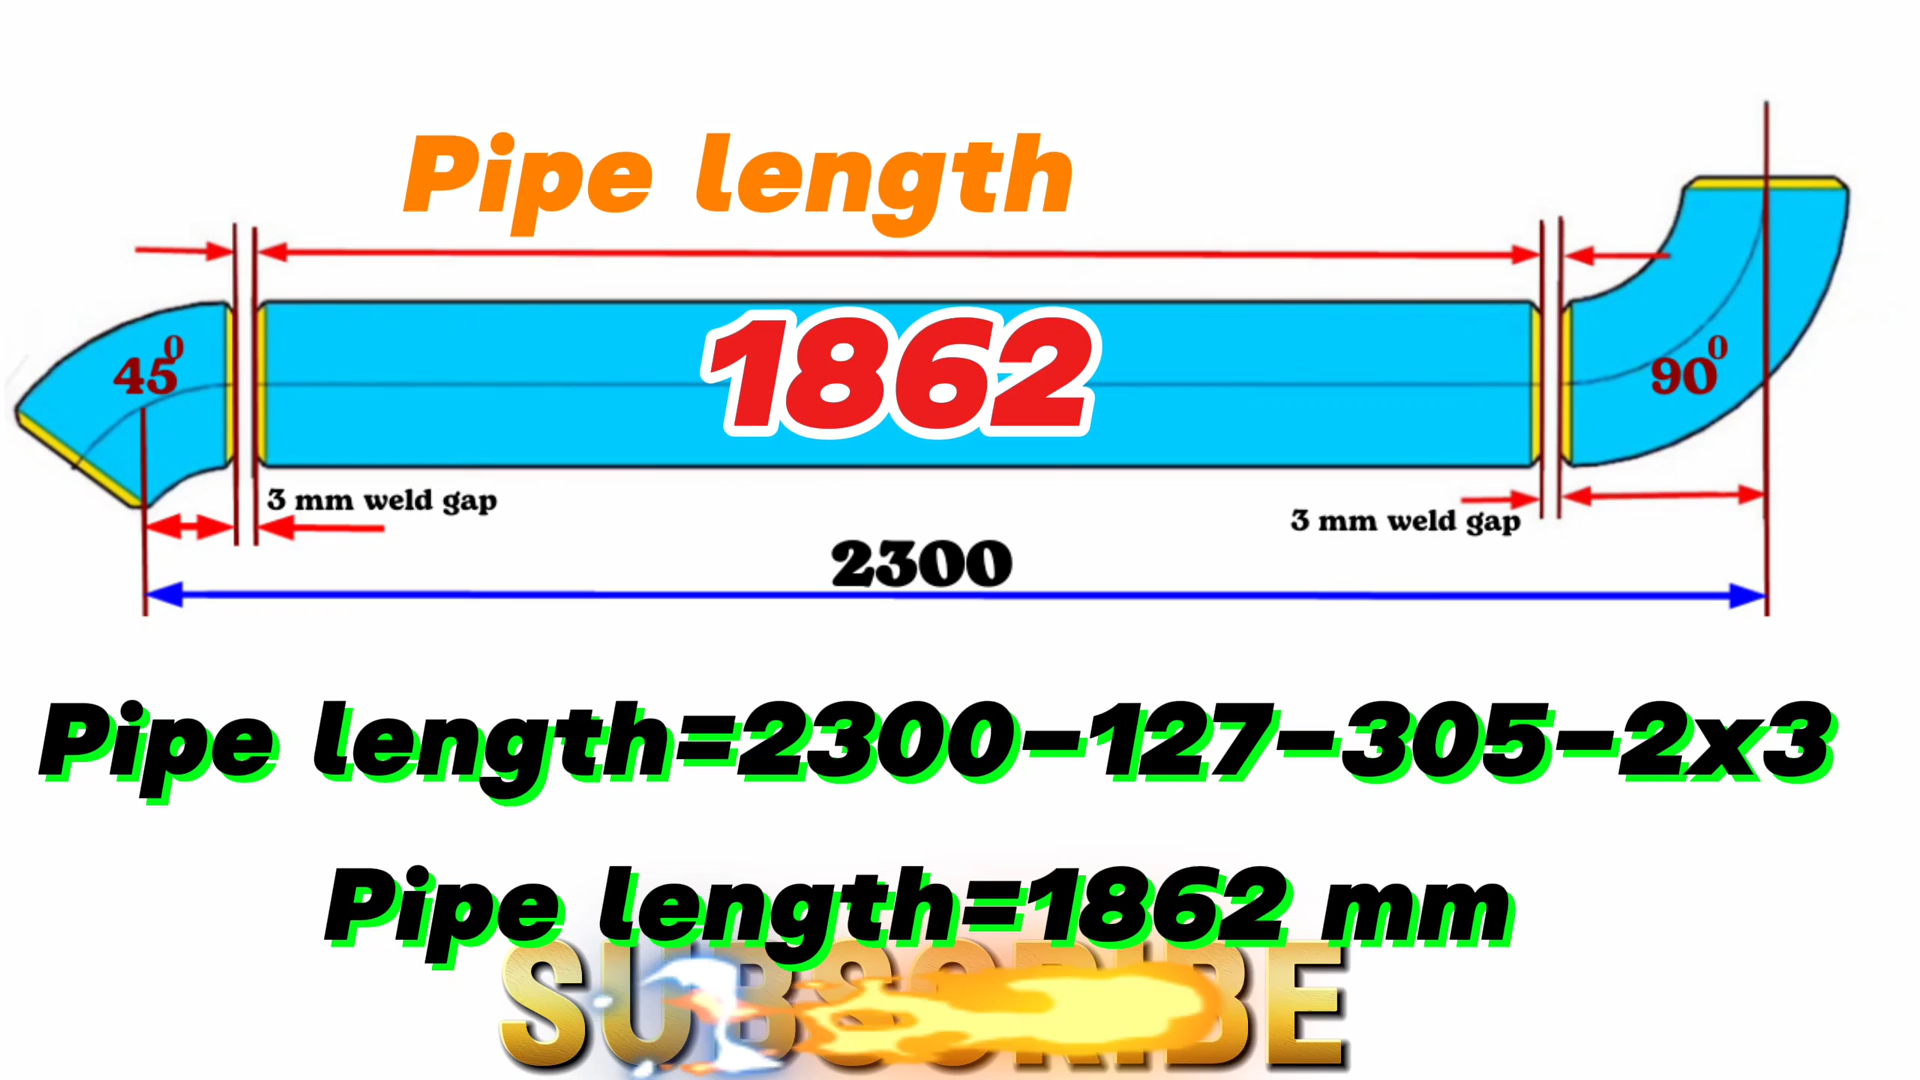 Pipe length
1862
45⁰
90⁰
3 mm weld gap
3 mm weld gap
2300
Pipe length=2300-127-305-2x3
Pipe length=1862 mm
SUBSCRIBE